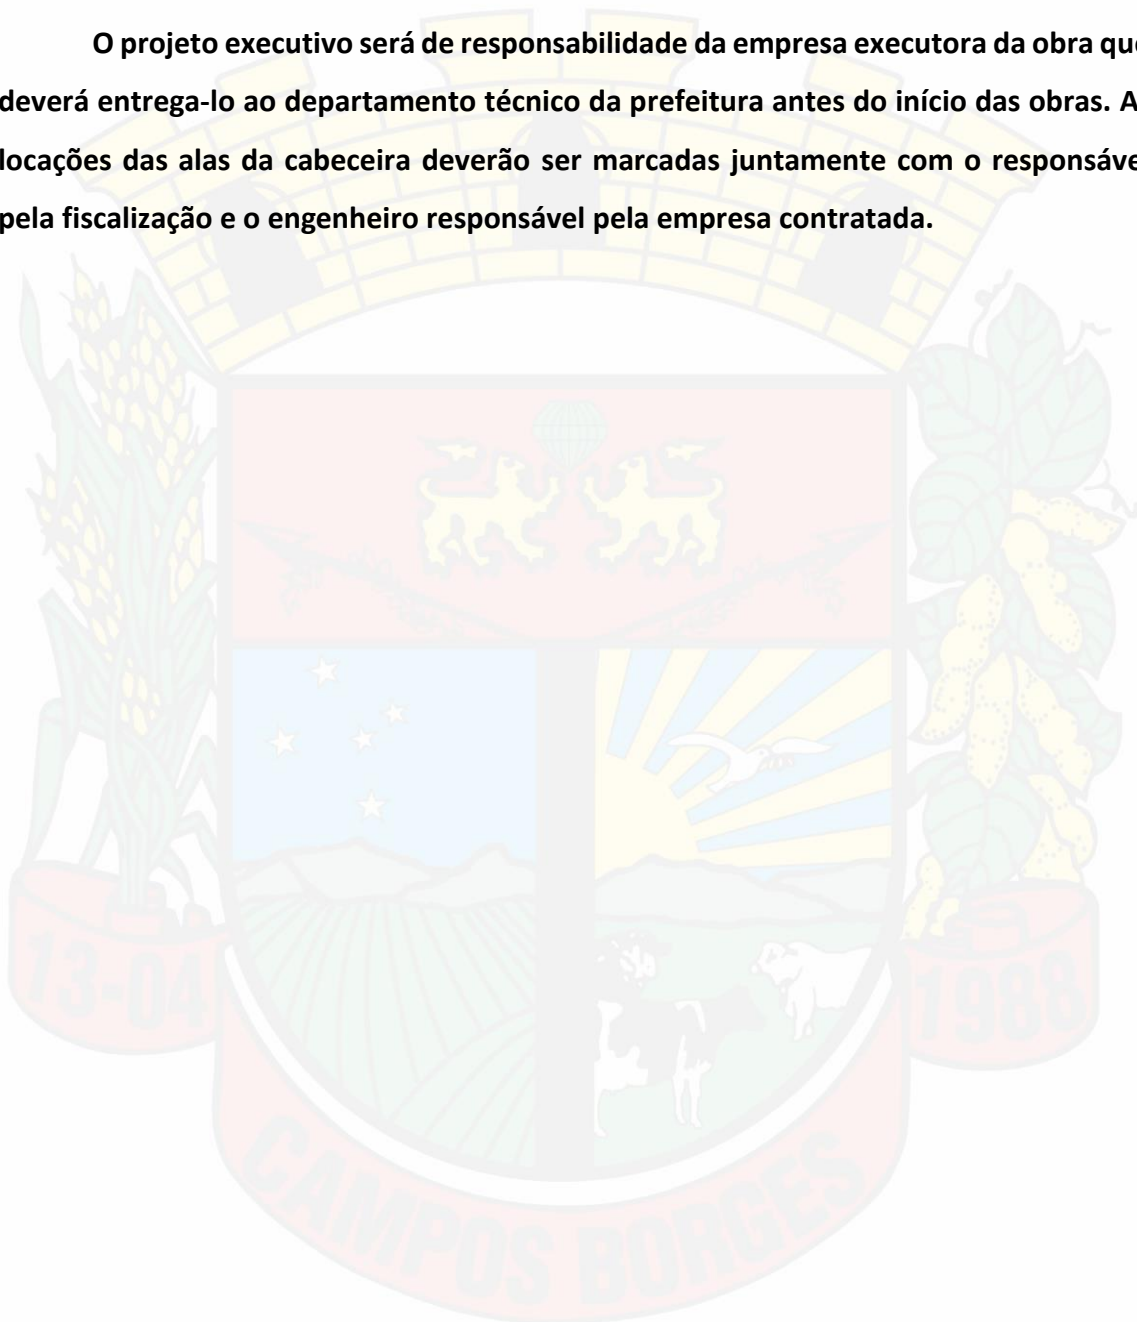 O projeto executivo será de responsabilidade da empresa executora da obra que
deverá entrega-lo ao departamento técnico da prefeitura antes do início das obras. A
locações das alas da cabeceira deverão ser marcadas juntamente com o responsáve
pela fiscalização e o engenheiro responsável pela empresa contratada.
13-04
1988
CAMPOS BORGES